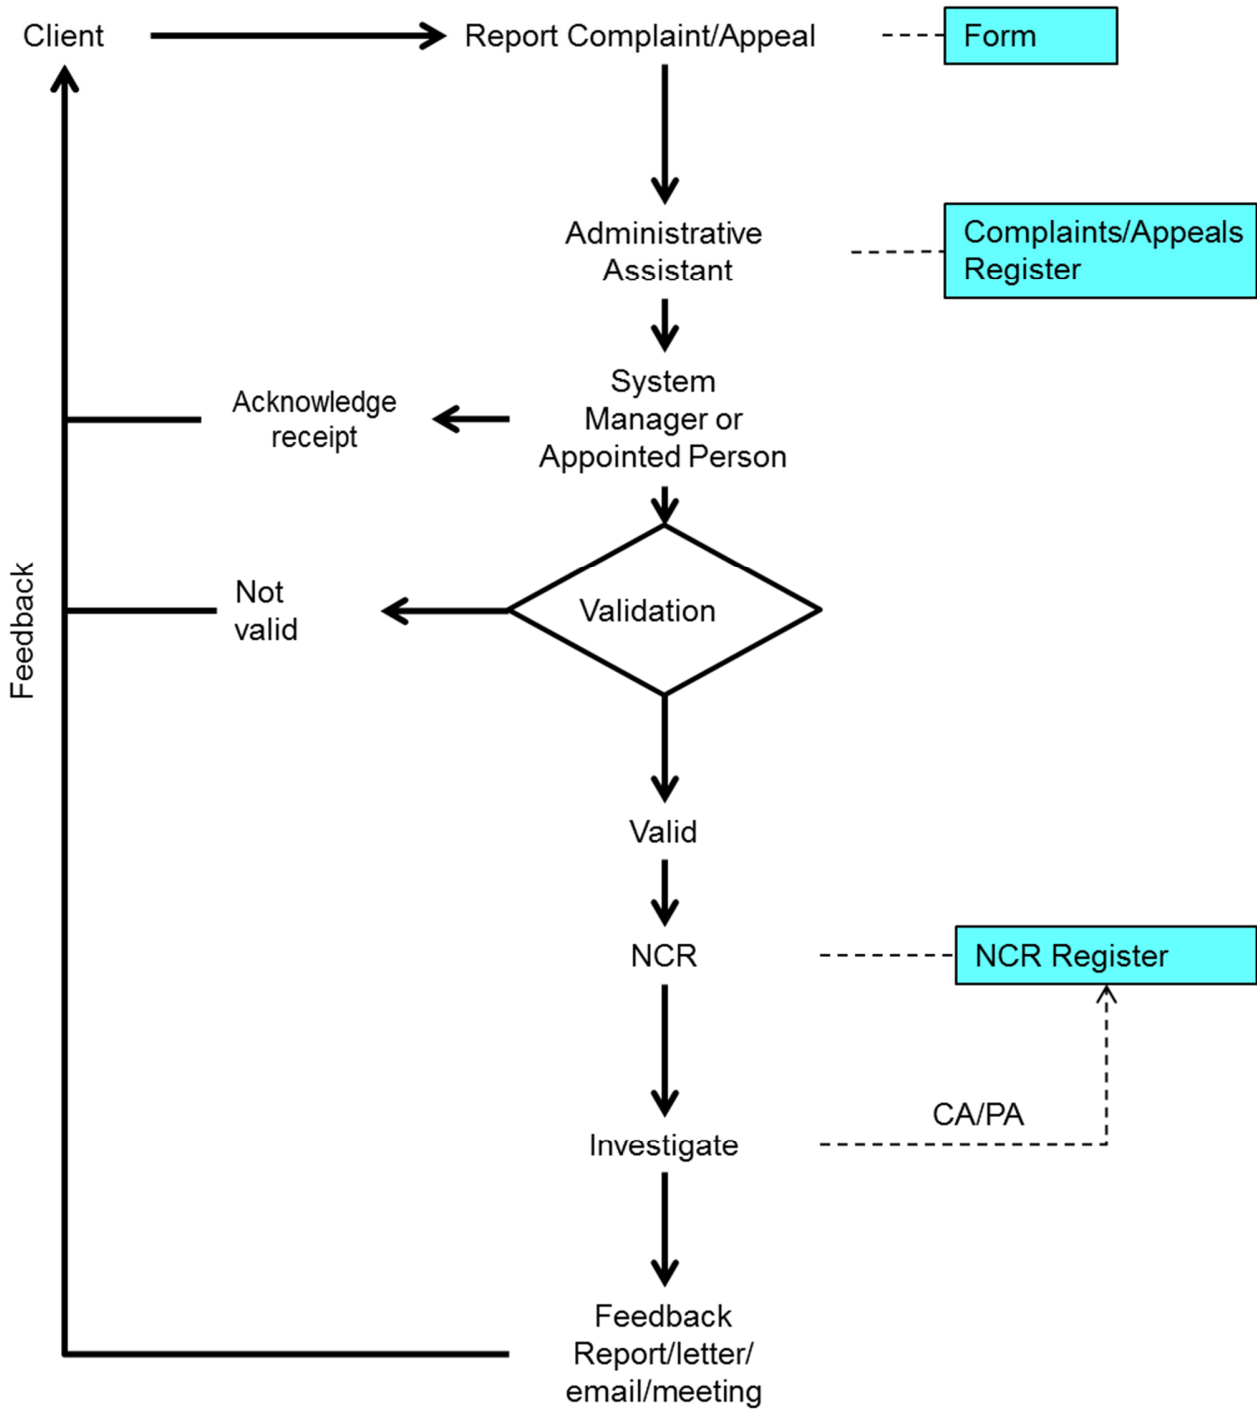 Client
Report Complaint/Appeal
Form
Administrative
Assistant
Complaints/Appeals
Register
System
Manager or
Appointed Person
Acknowledge
receipt
Validation
Not
valid
Feedback
Valid
NCR
NCR Register
CA/PA
Investigate
Feedback
Report/letter/
email/meeting